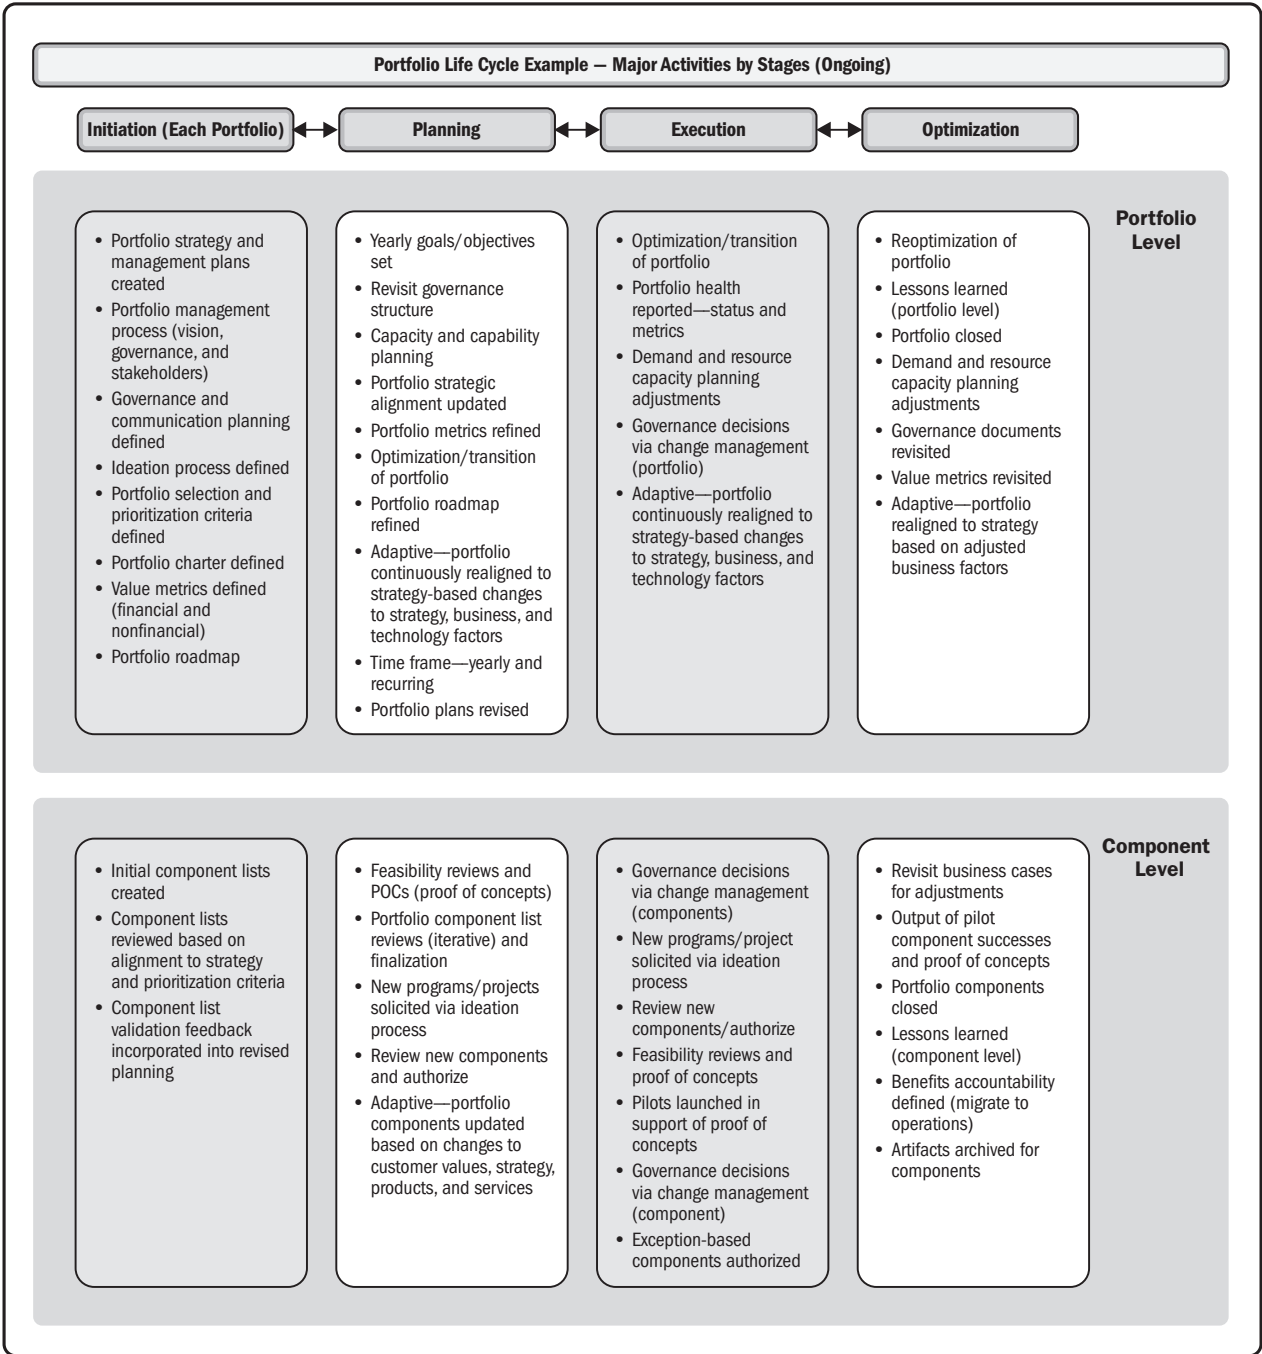 Portfolio Life Cycle Example — Major Activities by Stages (Ongoing)
Initiation (Each Portfolio)
Planning
Execution
Optimization
Portfolio
Level
• Portfolio strategy and
management plans
created
• Portfolio management
process (vision,
governance, and
stakeholders)
• Governance and
communication planning
defined
• Ideation process defined
• Portfolio selection and
prioritization criteria
defined
• Portfolio charter defined
• Value metrics defined
(financial and
nonfinancial)
• Portfolio roadmap
• Yearly goals/objectives
set
• Revisit governance
structure
• Capacity and capability
planning
• Portfolio strategic
alignment updated
• Portfolio metrics refined
• Optimization/transition
of portfolio
• Portfolio roadmap
refined
• Adaptive—portfolio
continuously realigned to
strategy-based changes
to strategy, business, and
technology factors
• Time frame—yearly and
recurring
• Portfolio plans revised
• Optimization/transition
of portfolio
• Portfolio health
reported—status and
metrics
• Demand and resource
capacity planning
adjustments
• Governance decisions
via change management
(portfolio)
• Adaptive—portfolio
continuously realigned to
strategy-based changes
to strategy, business, and
technology factors
• Reoptimization of
portfolio
• Lessons learned
(portfolio level)
• Portfolio closed
• Demand and resource
capacity planning
adjustments
• Governance documents
revisited
• Value metrics revisited
• Adaptive—portfolio
realigned to strategy
based on adjusted
business factors
Component
Level
• Initial component lists
created
• Component lists
reviewed based on
alignment to strategy
and prioritization criteria
• Component list
validation feedback
incorporated into revised
planning
• Feasibility reviews and
POCs (proof of concepts)
• Portfolio component list
reviews (iterative) and
finalization
• New programs/projects
solicited via ideation
process
• Review new components
and authorize
• Adaptive—portfolio
components updated
based on changes to
customer values, strategy,
products, and services
• Governance decisions
via change management
(components)
• New programs/project
solicited via ideation
process
• Review new
components/authorize
• Feasibility reviews and
proof of concepts
• Pilots launched in
support of proof of
concepts
• Governance decisions
via change management
(component)
• Exception-based
components authorized
• Revisit business cases
for adjustments
• Output of pilot
component successes
and proof of concepts
• Portfolio components
closed
• Lessons learned
(component level)
• Benefits accountability
defined (migrate to
operations)
• Artifacts archived for
components